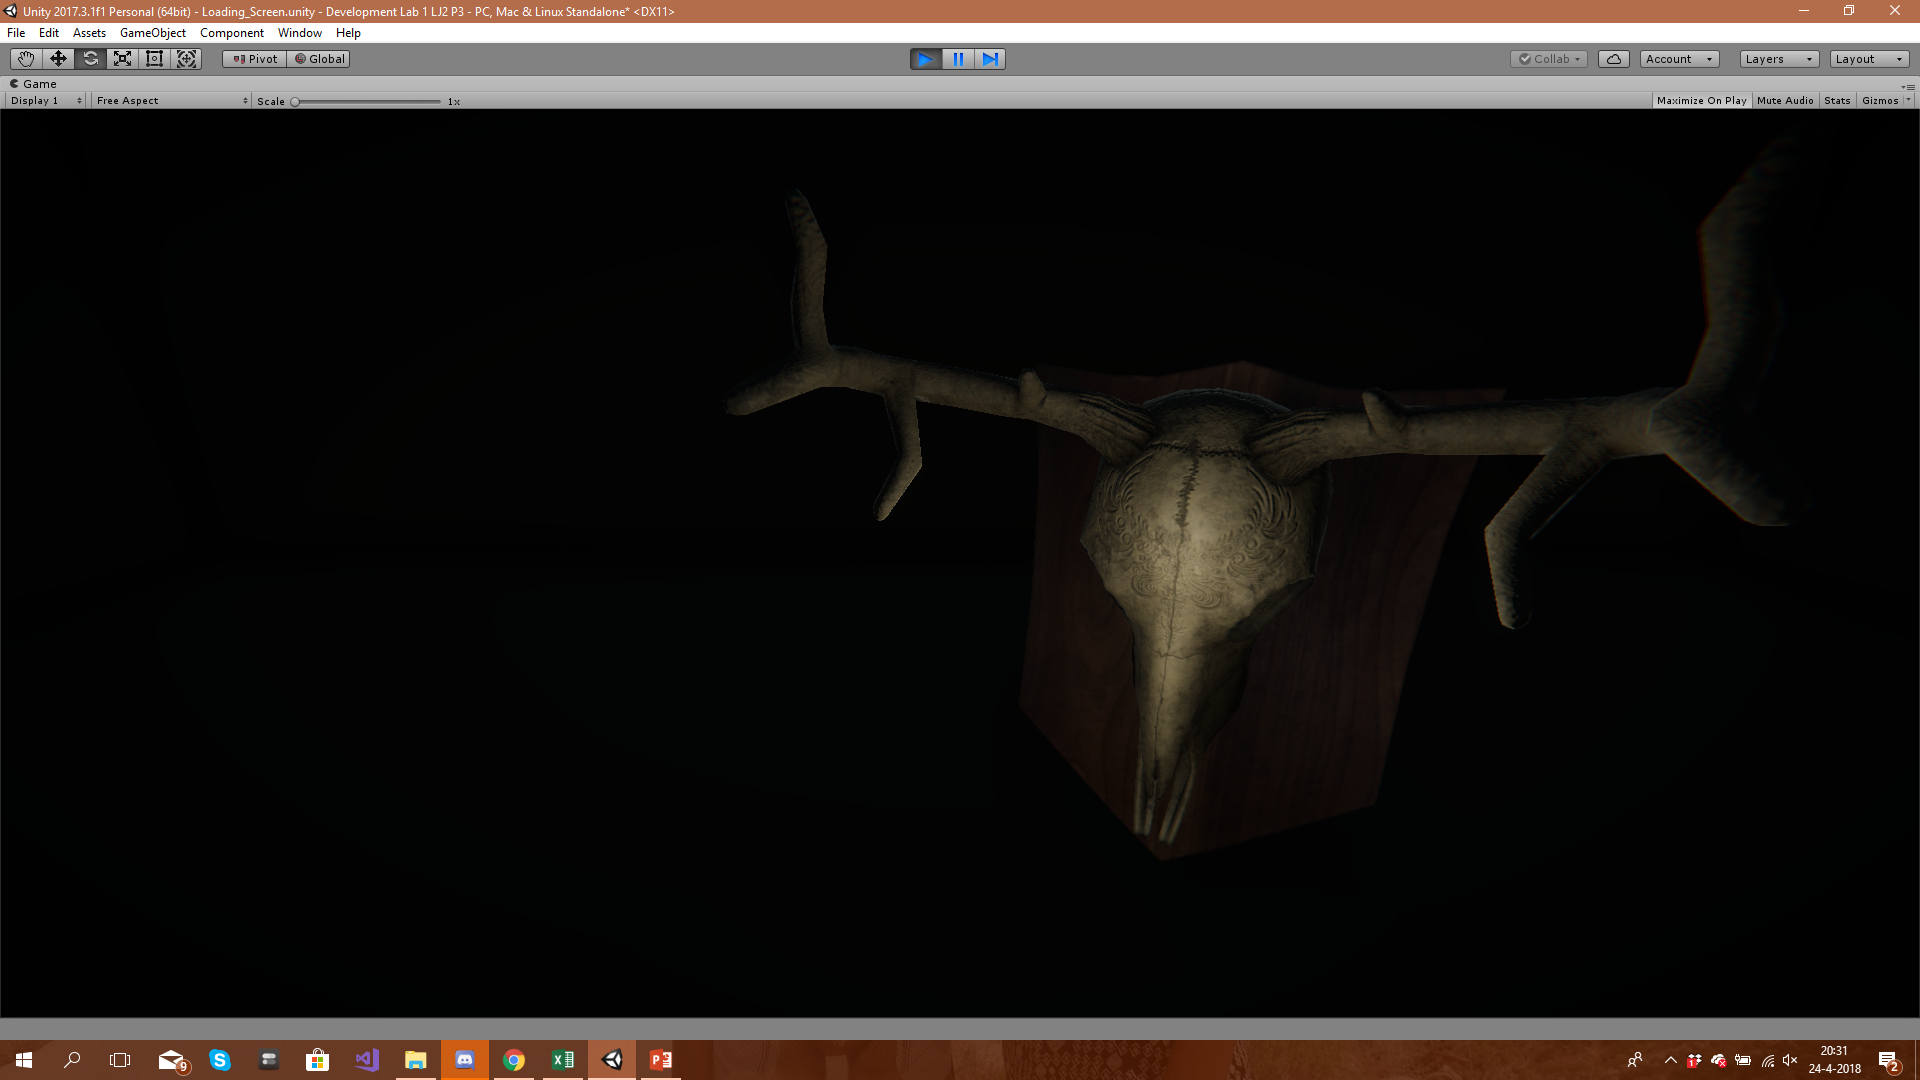 Unity 2017.3.1f1 Personal (64bit) - Loading_Screen.unity - Development Lab 1 LJ2 P3 - PC, Mac & Linux Standalone* <DX11>
File Edit Assets GameObject Component Window Help
Pivot Global Collab Account Layers Layout
Game
Display 1 Free Aspect Scale 1x Maximize On Play Mute Audio Stats Gizmos
9 20:31
24-4-2018 2